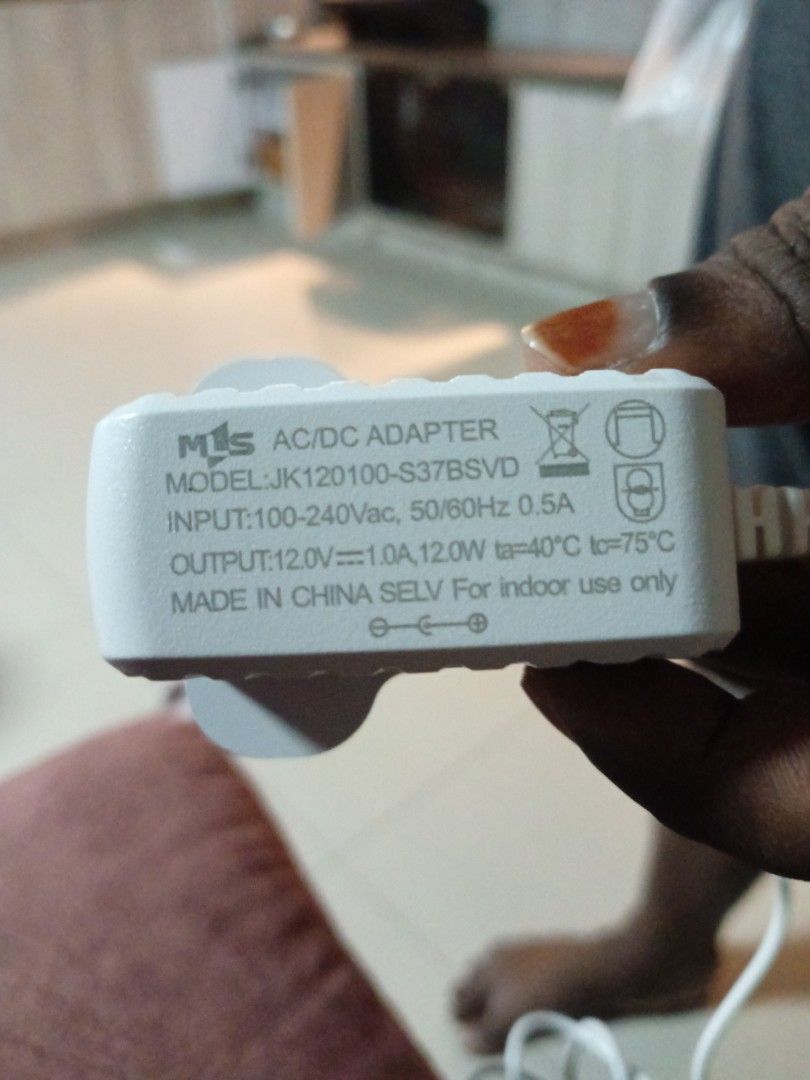 MLS AC/DC ADAPTER
MODEL:JK120100-S37BSVD
INPUT:100-240Vac, 50/60Hz 0.5A
OUTPUT:12.0V⎓1.0A,12.0W ta=40°C tc=75°C
MADE IN CHINA SELV For indoor use only